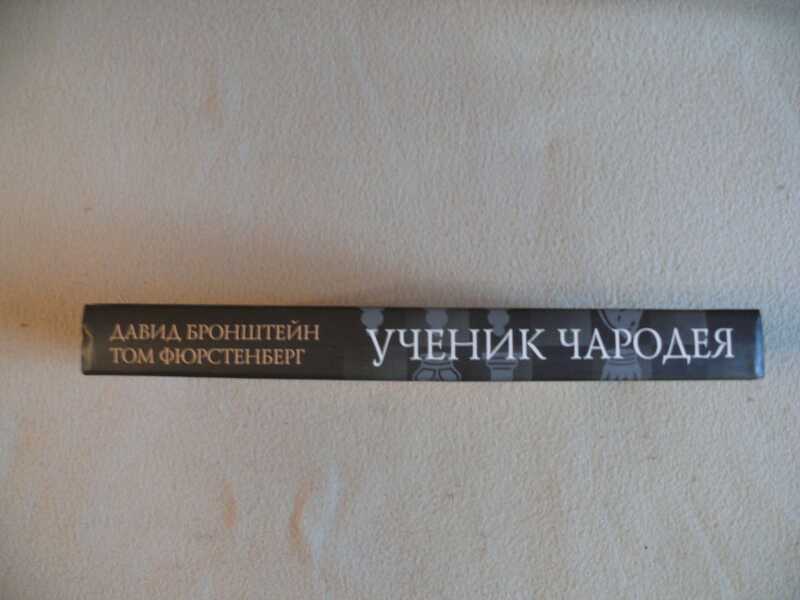 ДАВИД БРОНШТЕЙН
ТОМ ФЮРСТЕНБЕРГ
УЧЕНИК ЧАРОДЕЯ